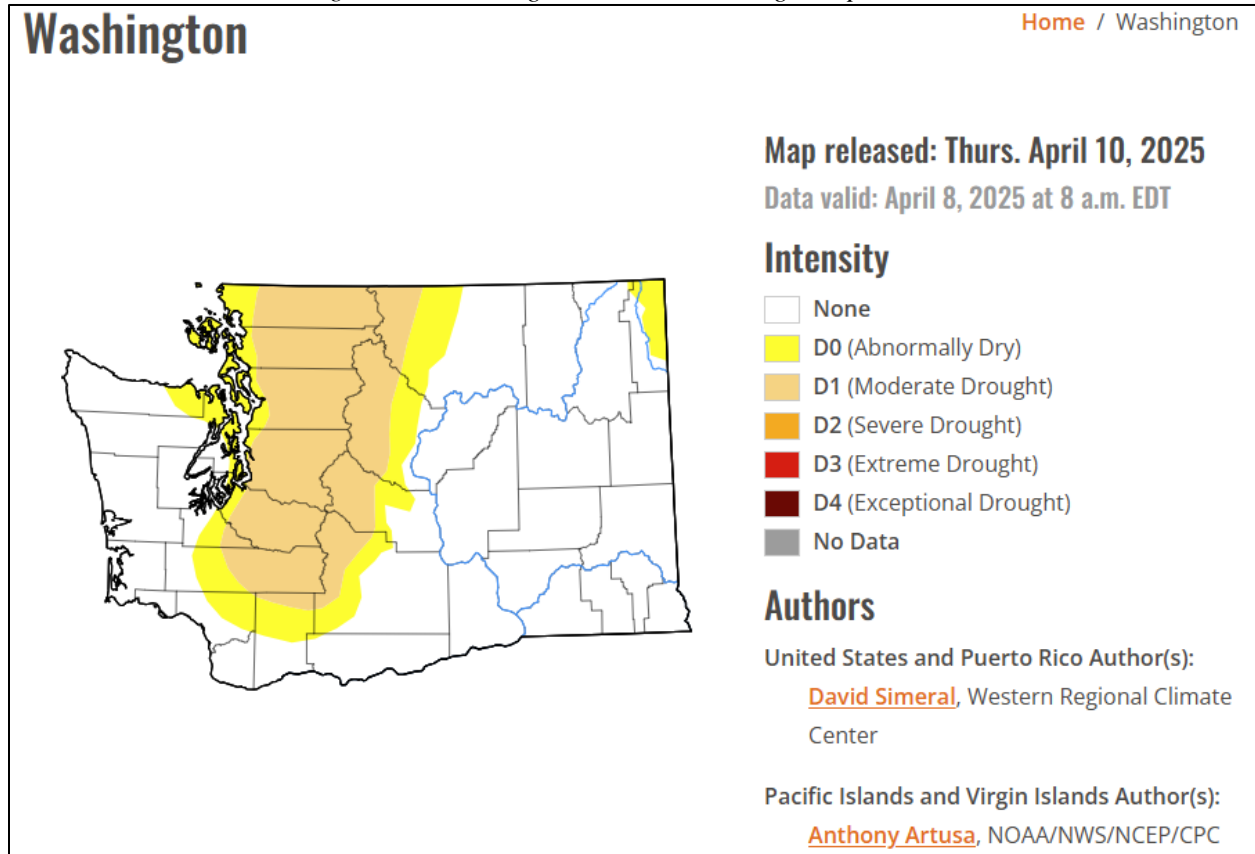 Washington
Home / Washington
Map released: Thurs. April 10, 2025
Data valid: April 8, 2025 at 8 a.m. EDT
Intensity
None
D0 (Abnormally Dry)
D1 (Moderate Drought)
D2 (Severe Drought)
D3 (Extreme Drought)
D4 (Exceptional Drought)
No Data
Authors
United States and Puerto Rico Author(s):
David Simeral, Western Regional Climate
Center
Pacific Islands and Virgin Islands Author(s):
Anthony Artusa, NOAA/NWS/NCEP/CPC